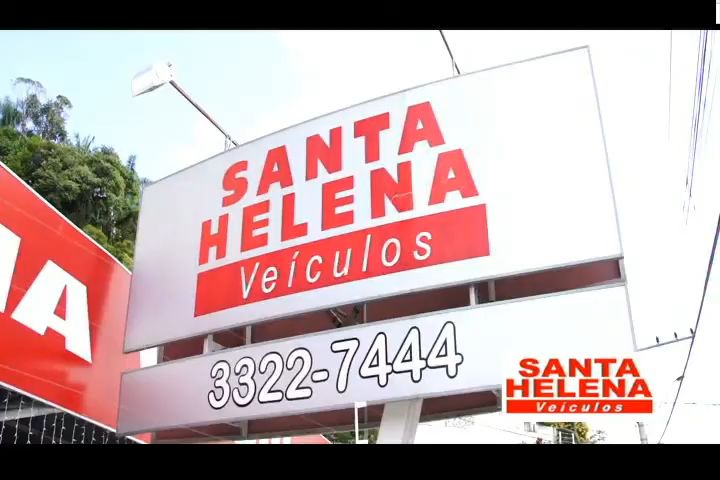 SANTA
HELENA
Veículos
3322-7444
SANTA
HELENA
Veículos